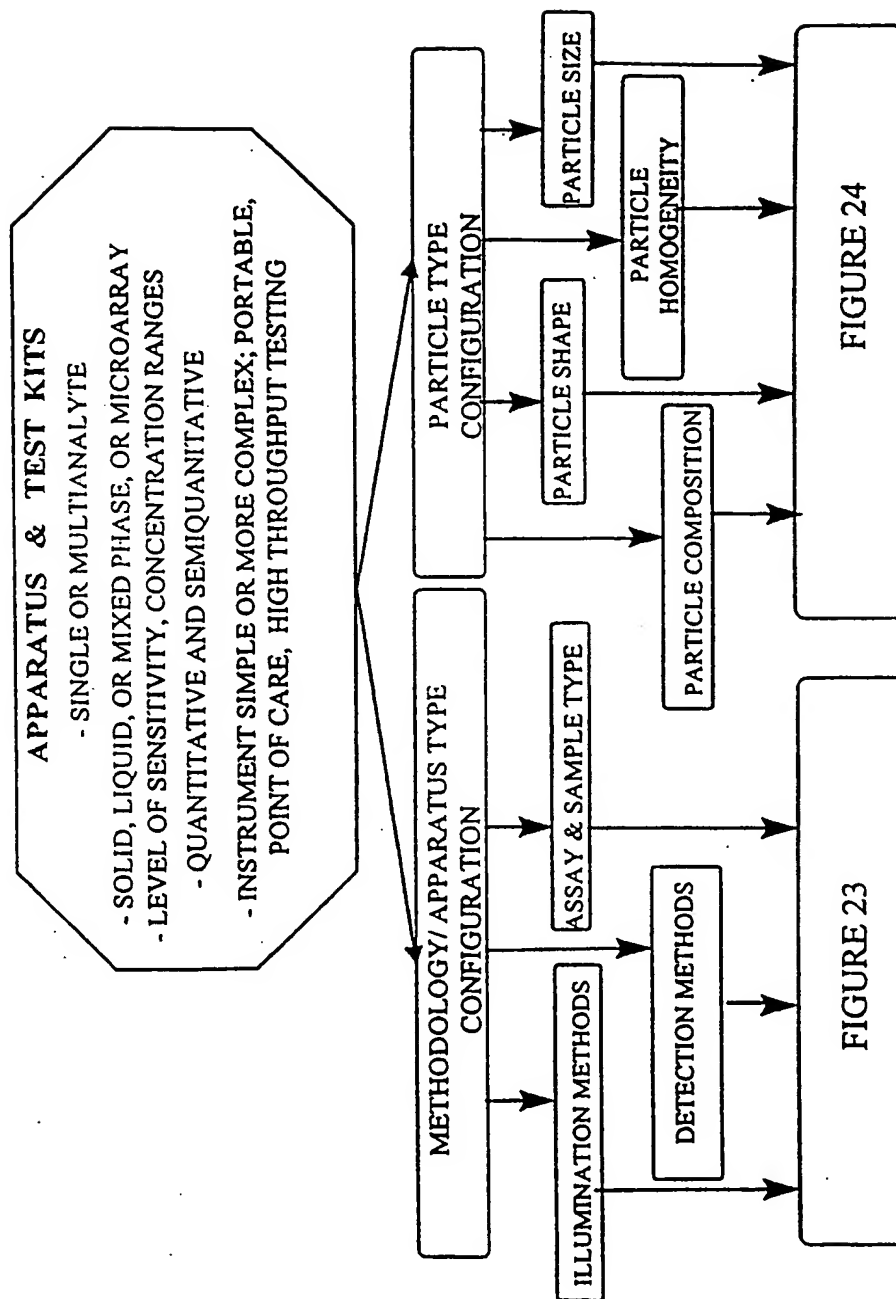 APPARATUS & TEST KITS
- SINGLE OR MULTIANALYTE
- SOLID, LIQUID, OR MIXED PHASE, OR MICROARRAY
- LEVEL OF SENSITIVITY, CONCENTRATION RANGES
- QUANTITATIVE AND SEMIQUANITATIVE
- INSTRUMENT SIMPLE OR MORE COMPLEX; PORTABLE,
POINT OF CARE, HIGH THROUGHPUT TESTING
METHODOLOGY/ APPARATUS TYPE
CONFIGURATION
PARTICLE TYPE
CONFIGURATION
ILLUMINATION METHODS
DETECTION METHODS
ASSAY & SAMPLE TYPE
PARTICLE COMPOSITION
PARTICLE SHAPE
PARTICLE
HOMOGENEITY
PARTICLE SIZE
FIGURE 23
FIGURE 24